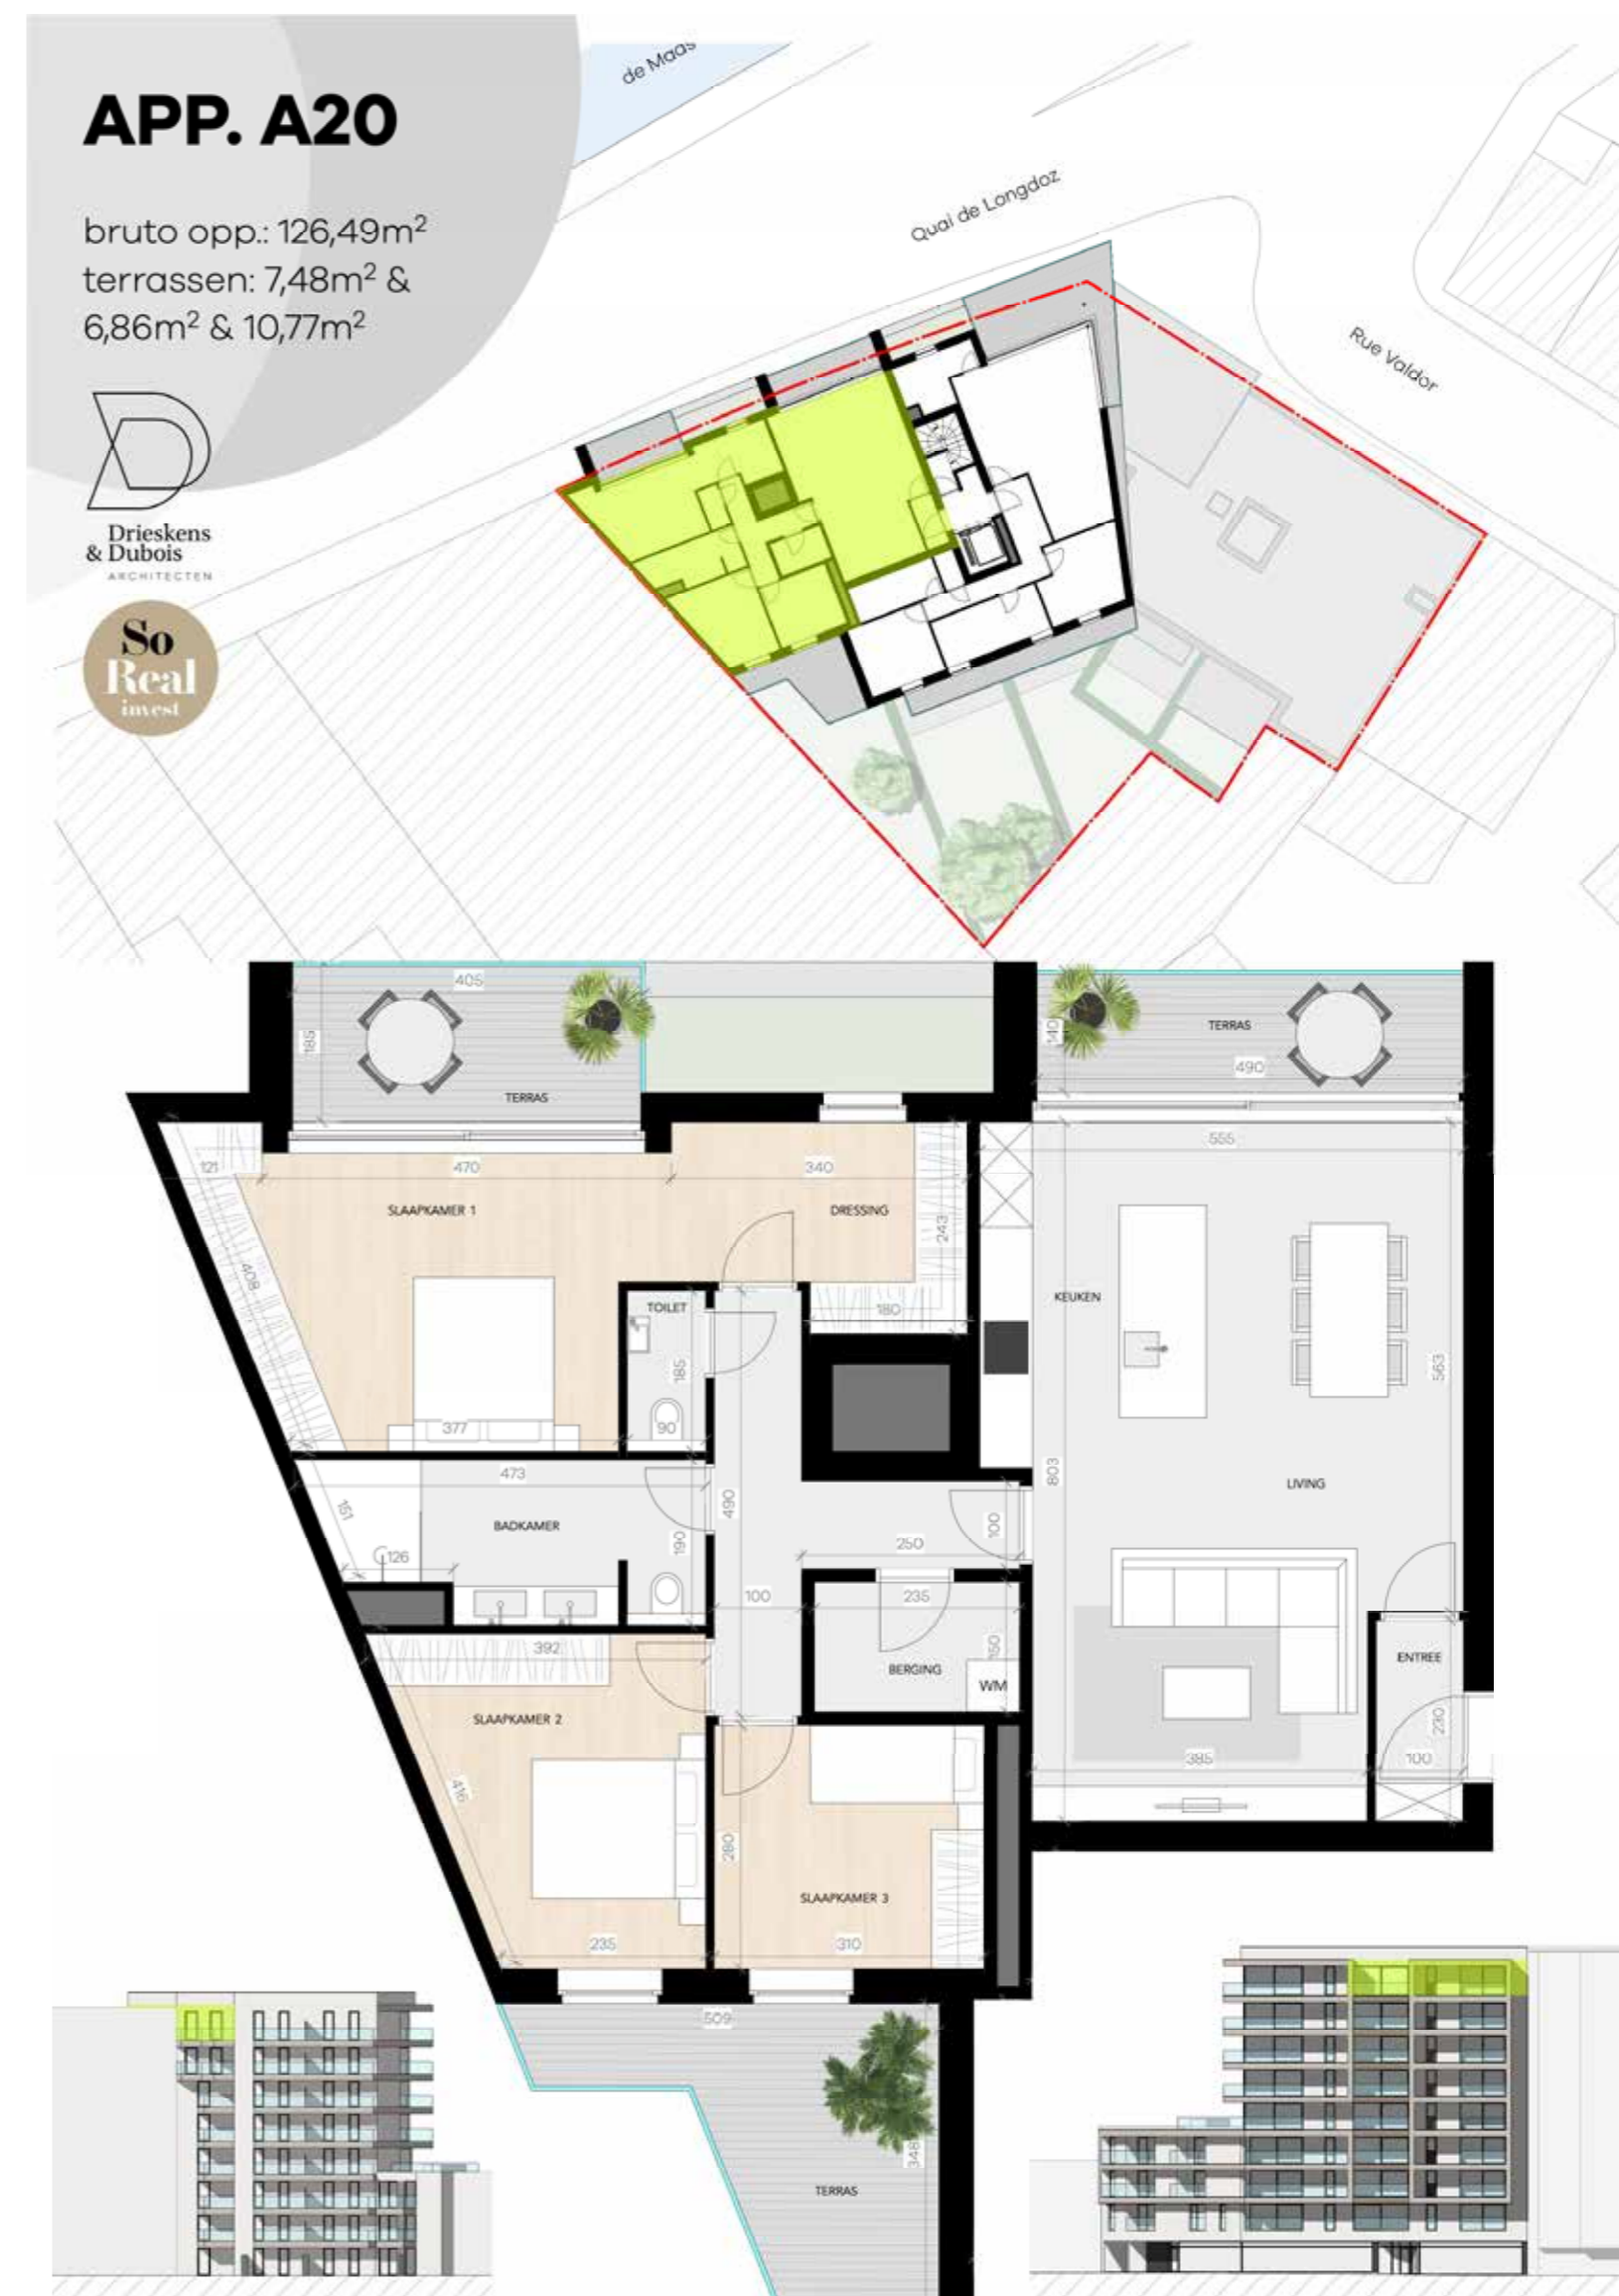 APP. A20
bruto opp.: 126,49m²
terrassen: 7,48m² &
6,86m² & 10,77m²
Drieskens
& Dubois
ARCHITECTEN
So
Real
invest
de Maas
Quai de Longdoz
Rue Valdor
405
185
TERRAS
140
TERRAS
490
121
470
340
555
SLAAPKAMER 1
DRESSING
243
408
TOILET
180
KEUKEN
185
563
377
90
473
151
490
803
LIVING
BADKAMER
190
126
250
100
100
235
392
150
BERGING
WM
ENTREE
SLAAPKAMER 2
230
385
100
416
280
SLAAPKAMER 3
235
310
509
348
TERRAS